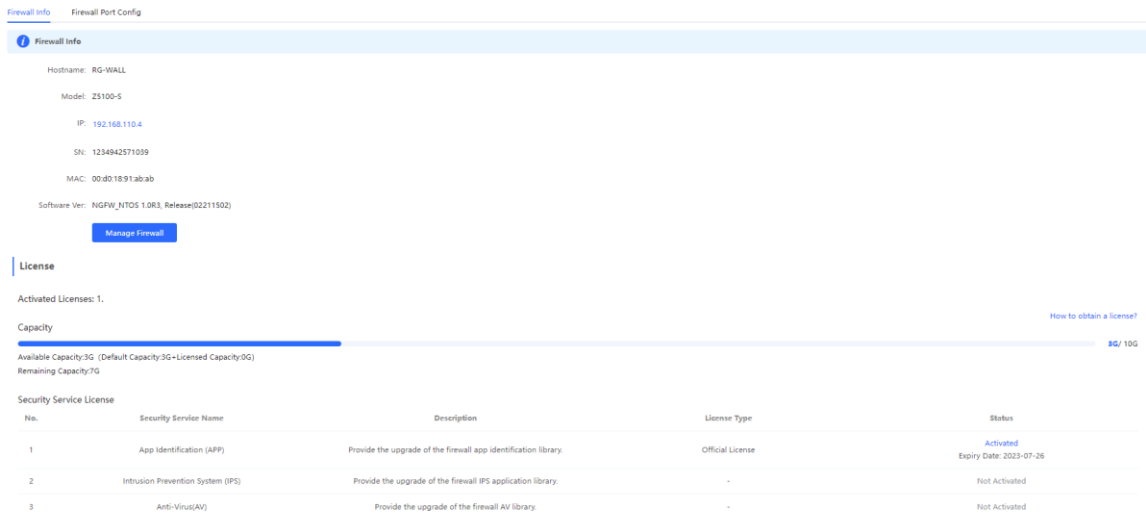 Firewall Info Firewall Port Config
Firewall Info
Hostname: RG-WALL
Model: Z5100-S
IP: 192.168.110.4
SN: 1234942571039
MAC: 00:d0:18:91:ab:ab
Software Ver: NGFW_NTOS 1.0R3, Release(02211502)
Manage Firewall
License
Activated Licenses: 1.
How to obtain a license?
Capacity
3G/ 10G
Available Capacity:3G (Default Capacity:3G+Licensed Capacity:0G)
Remaining Capacity:7G
Security Service License
No. Security Service Name Description License Type Status
1 App Identification (APP) Provide the upgrade of the firewall app identification library. Official License Activated
Expiry Date: 2023-07-26
2 Intrusion Prevention System (IPS) Provide the upgrade of the firewall IPS application library. - Not Activated
3 Anti-Virus(AV) Provide the upgrade of the firewall AV library. - Not Activated